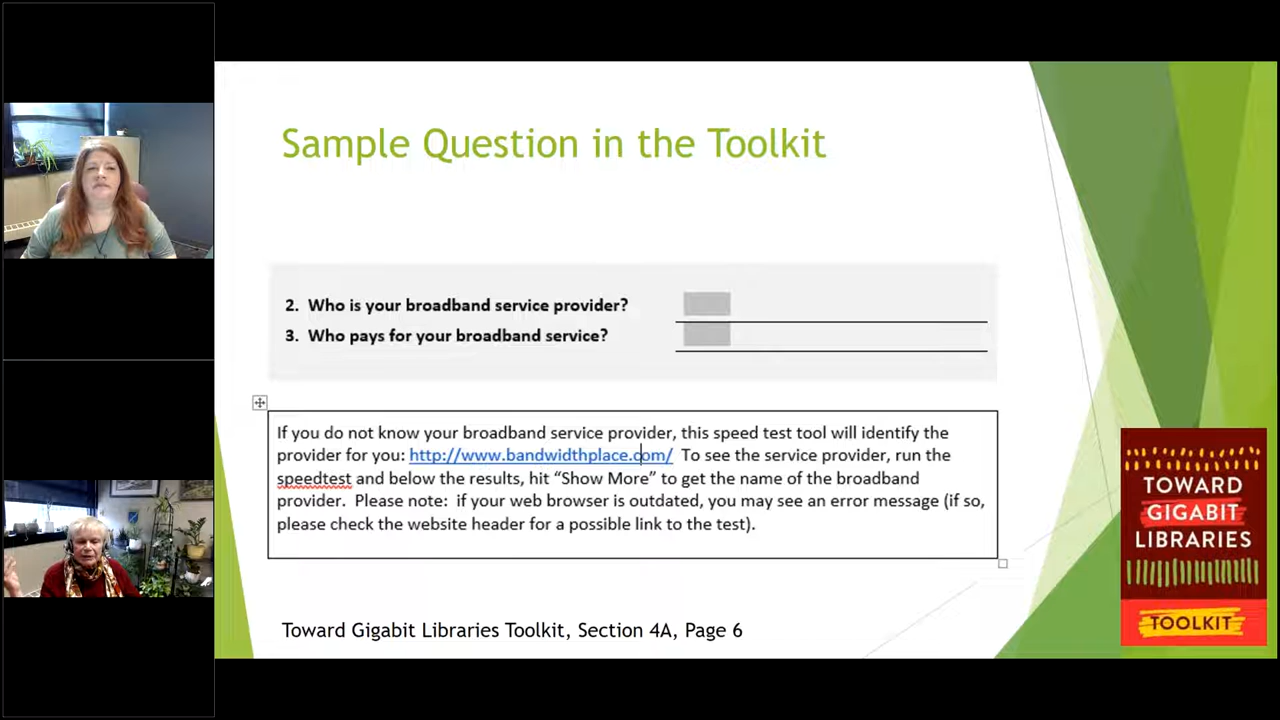 Sample Question in the Toolkit
2. Who is your broadband service provider?
3. Who pays for your broadband service?
If you do not know your broadband service provider, this speed test tool will identify the
provider for you: http://www.bandwidthplace.com/ To see the service provider, run the
speedtest and below the results, hit “Show More” to get the name of the broadband
provider. Please note: if your web browser is outdated, you may see an error message (if so,
please check the website header for a possible link to the test).
Toward Gigabit Libraries Toolkit, Section 4A, Page 6
TOWARD
GIGABIT
LIBRARIES
TOOLKIT